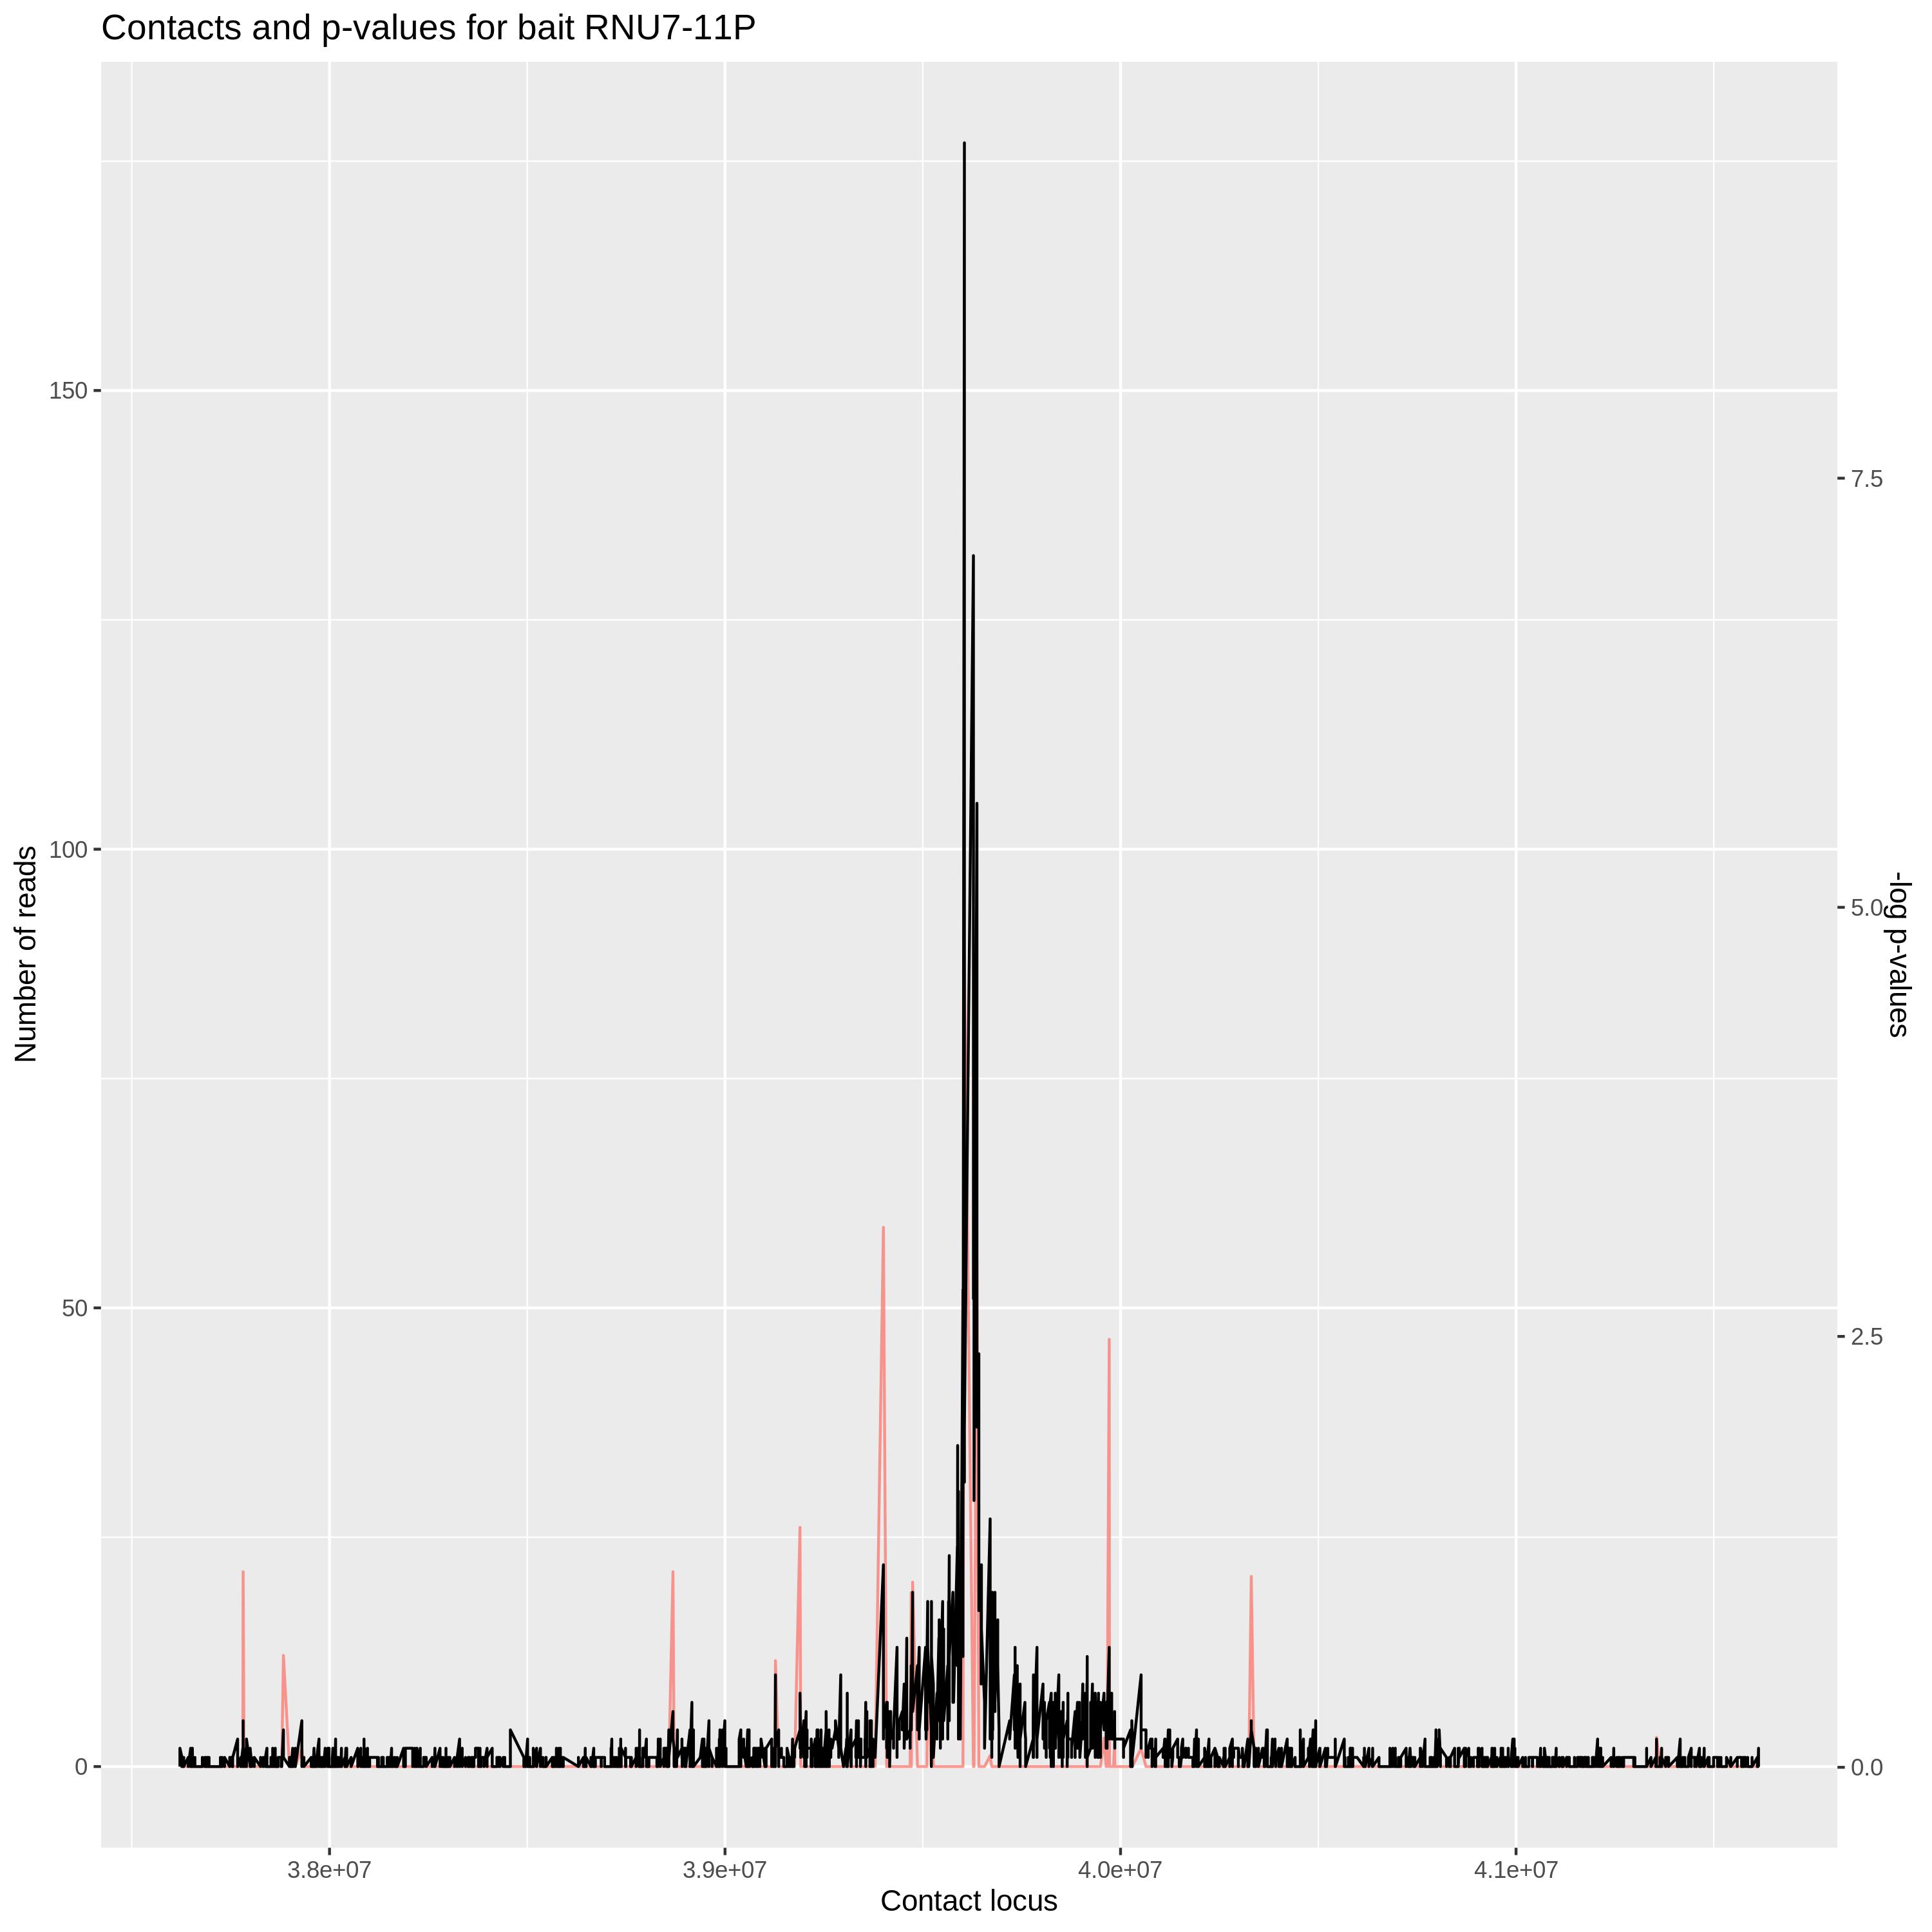 Contacts and p-values for bait RNU7-11P
150
100
50
0
7.5
5.0
2.5
0.0
Number of reads
-log p-values
3.8e+07
3.9e+07
4.0e+07
4.1e+07
Contact locus